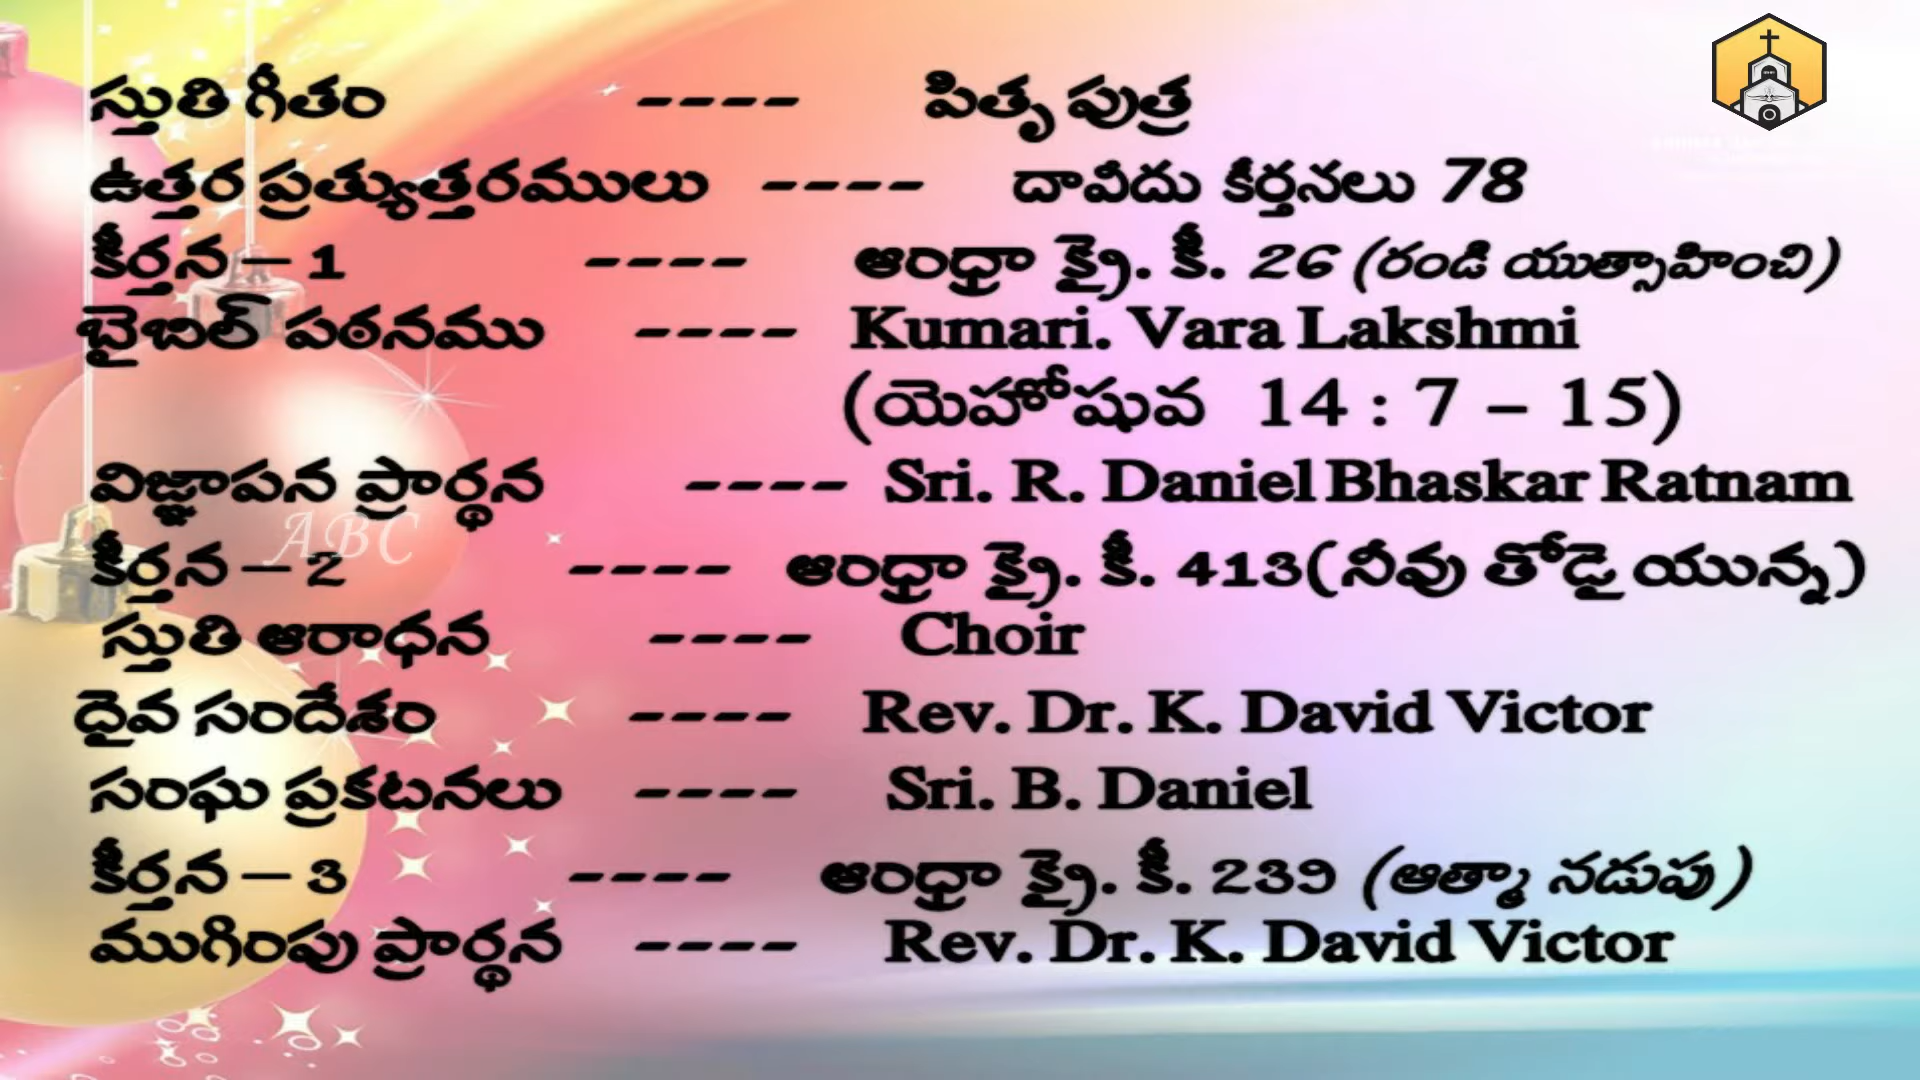 స్తుతి గీతం ---- పితృ పుత్ర
ఉత్తర ప్రత్యుత్తరములు ---- దావీదు కీర్తనలు 78
కీర్తన – 1 ---- ఆంధ్రా క్రై. కీ. 26 (రండి యుత్సాహించి)
బైబిల్ పఠనము ---- Kumari. Vara Lakshmi
(యెహోషువ 14 : 7 – 15)
విజ్ఞాపన ప్రార్థన ---- Sri. R. Daniel Bhaskar Ratnam
ABC
కీర్తన – 2 ---- ఆంధ్రా క్రై. కీ. 413(నీవు తోడై యున్న)
స్తుతి ఆరాధన ---- Choir
దైవ సందేశం ---- Rev. Dr. K. David Victor
సంఘ ప్రకటనలు ---- Sri. B. Daniel
కీర్తన – 3 ---- ఆంధ్రా క్రై. కీ. 239 (ఆత్మా నడుపు)
ముగింపు ప్రార్థన ---- Rev. Dr. K. David Victor